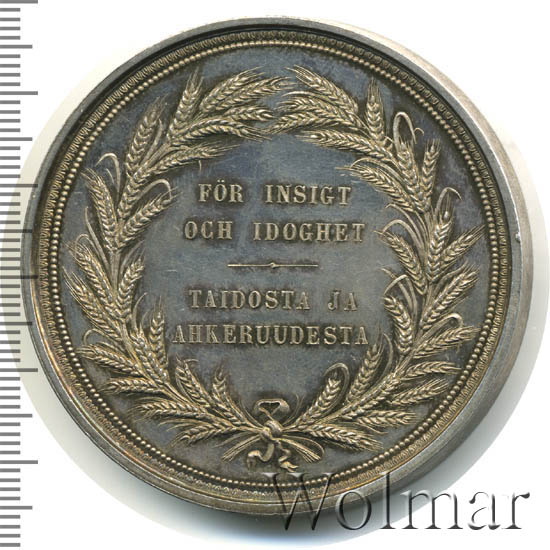 FÖR INSIGT
OCH IDOGHET
TAIDOSTA JA
AHKERUUDESTA
Wolmar